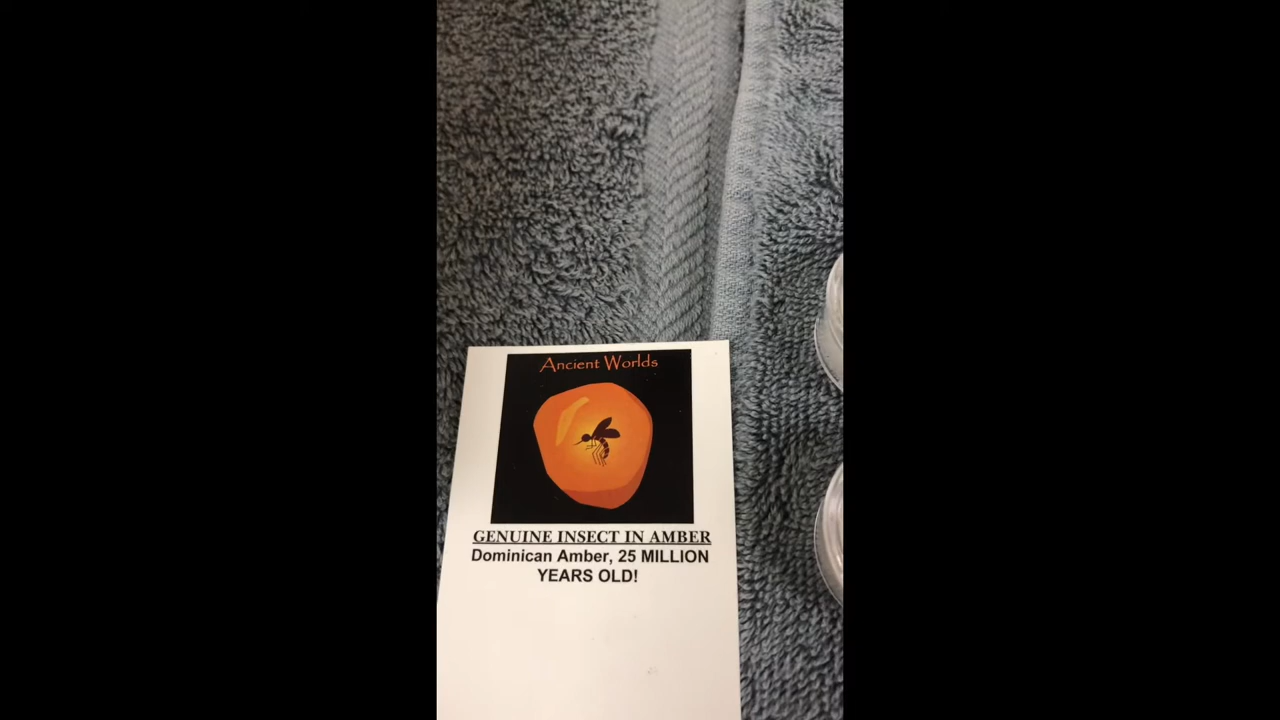 Ancient Worlds
GENUINE INSECT IN AMBER
Dominican Amber, 25 MILLION
YEARS OLD!